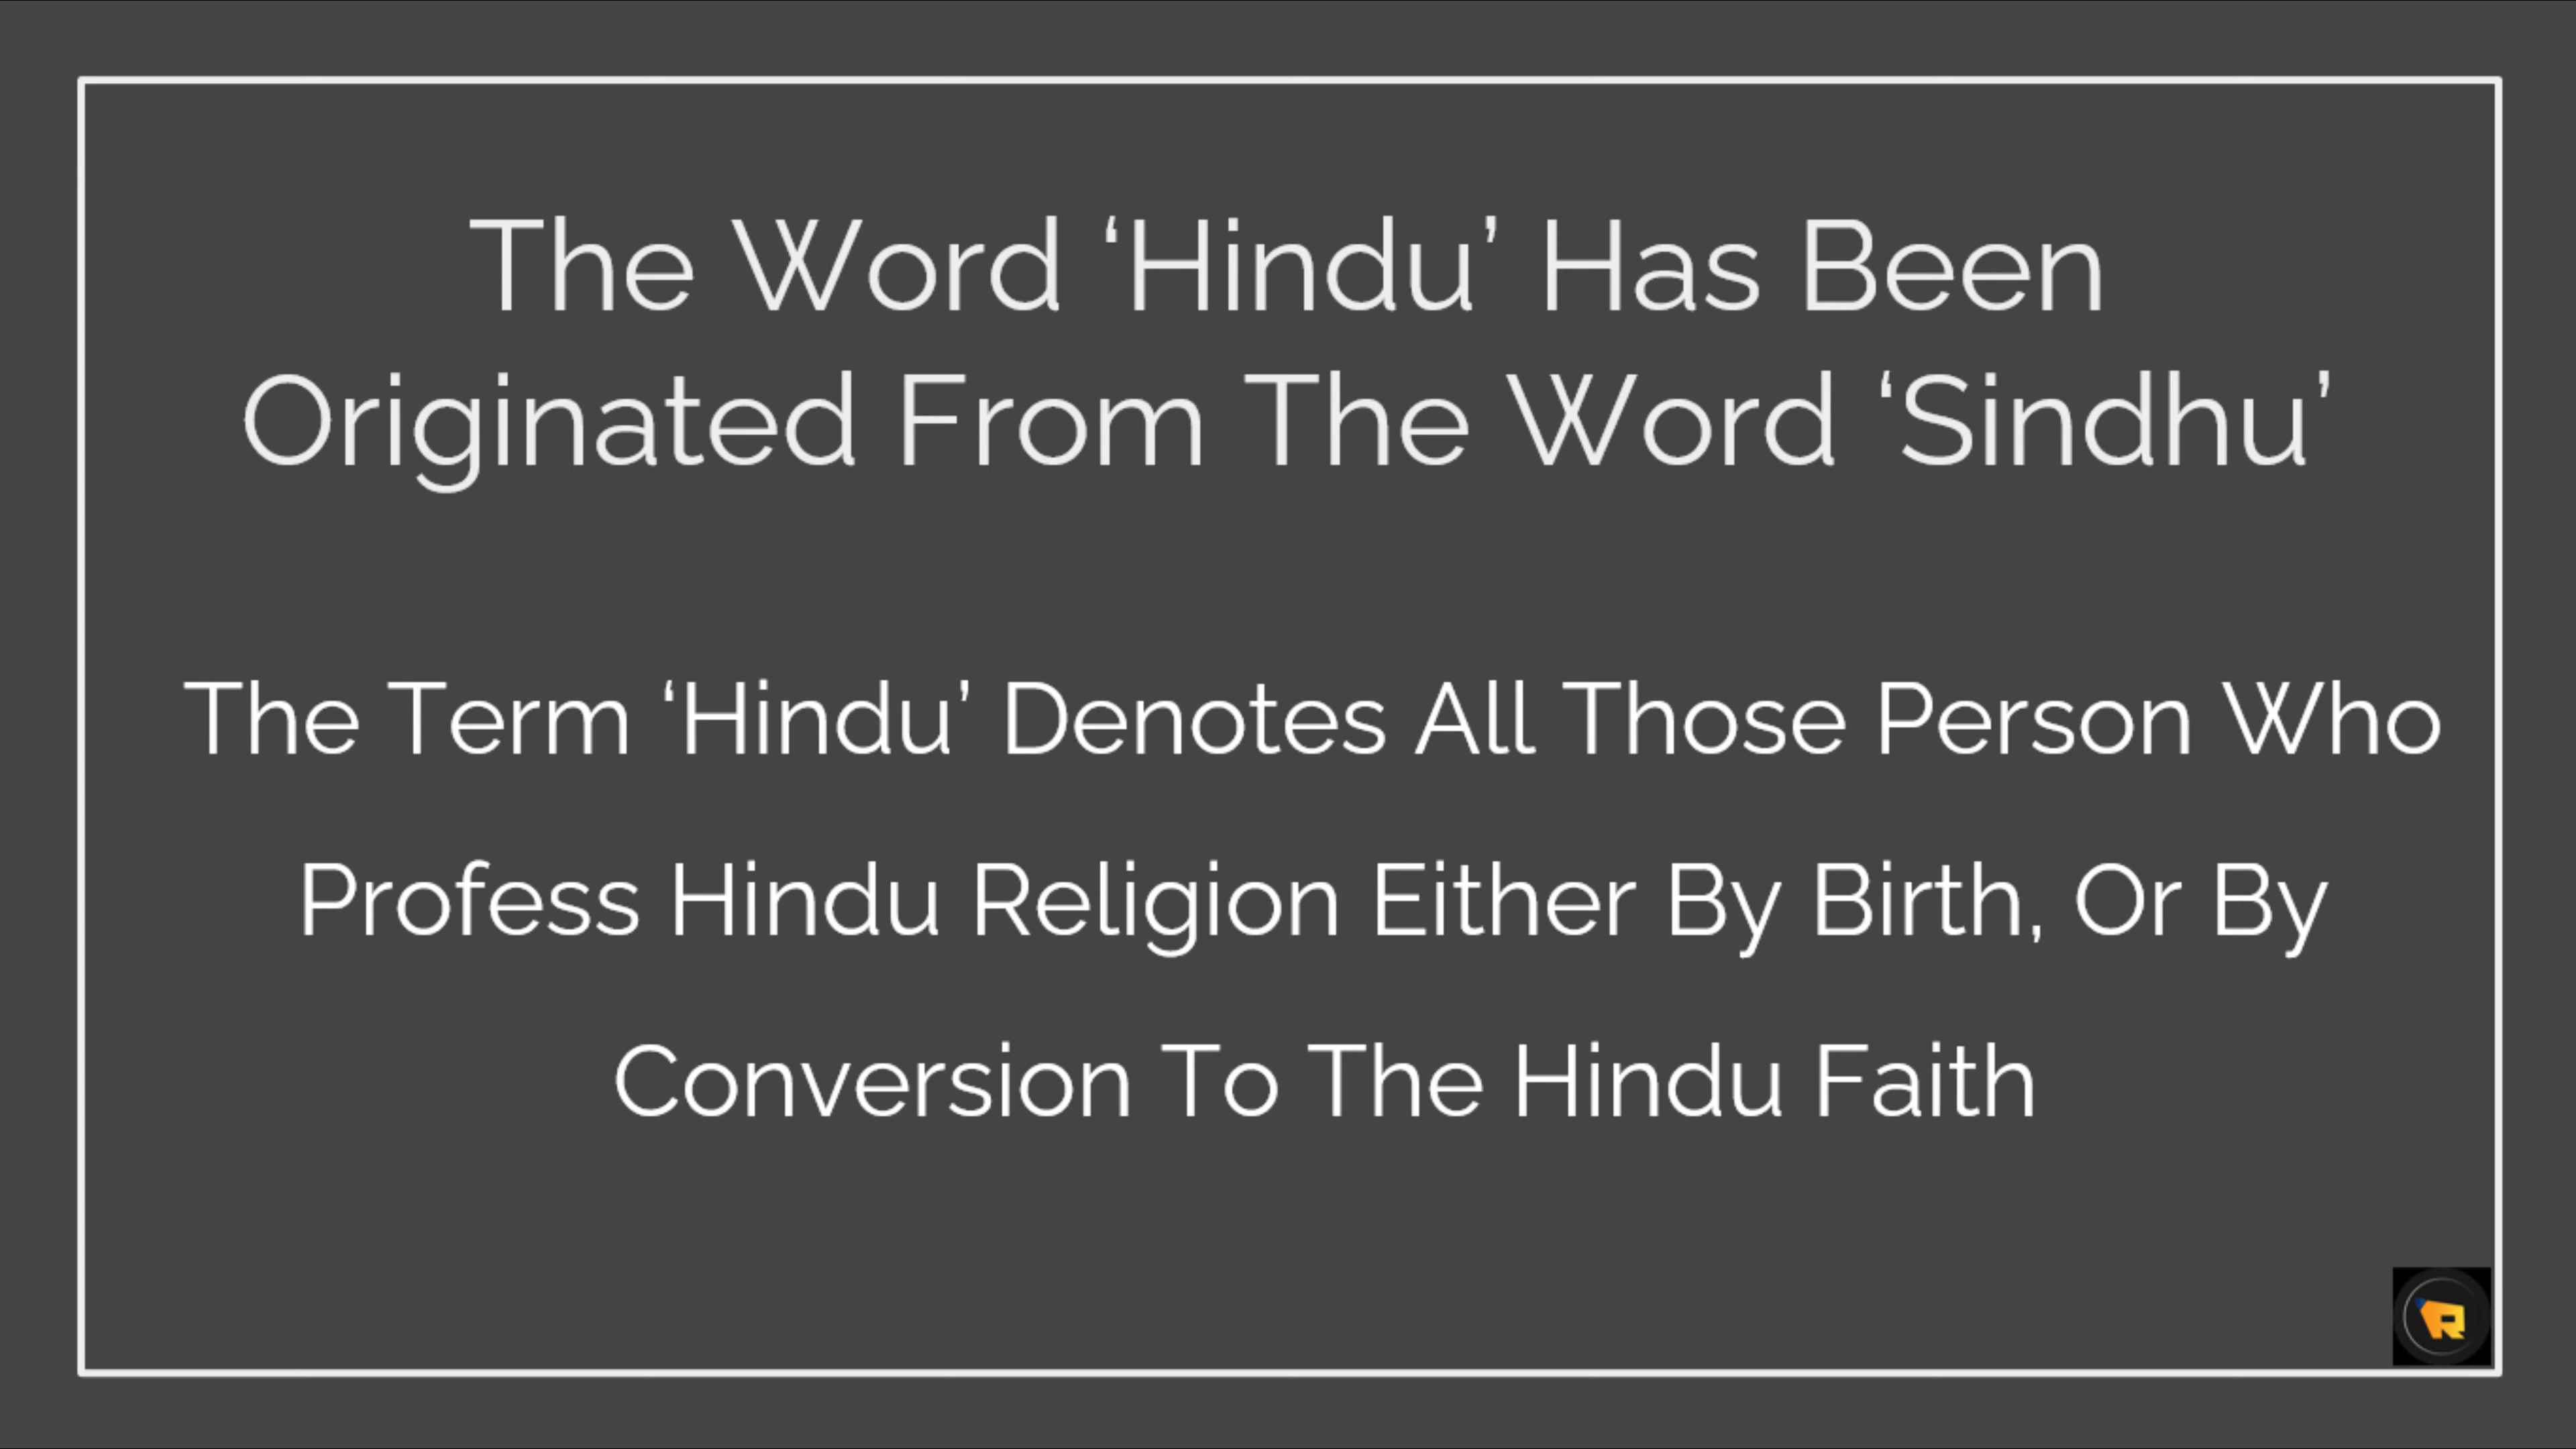 The Word ‘Hindu’ Has Been
Originated From The Word ‘Sindhu’
The Term ‘Hindu’ Denotes All Those Person Who
Profess Hindu Religion Either By Birth, Or By
Conversion To The Hindu Faith
R